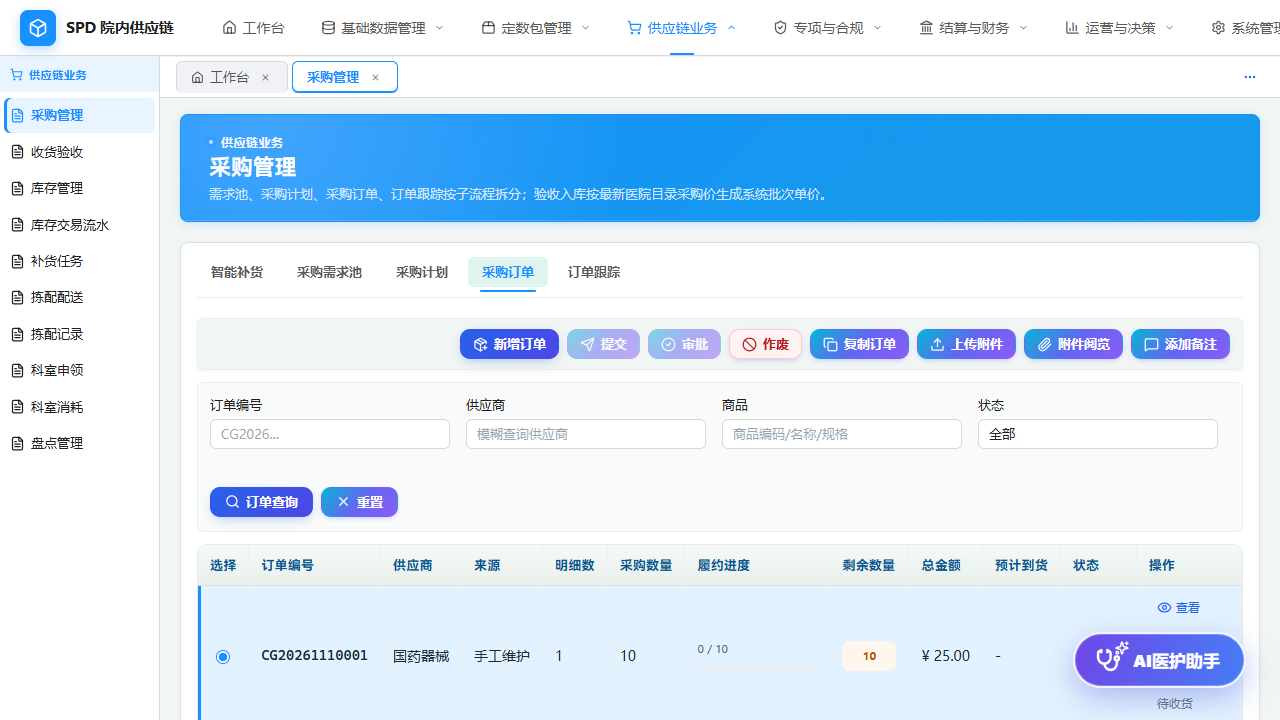 SPD 院内供应链
工作台
基础数据管理
定数包管理
供应链业务
专项与合规
结算与财务
运营与决策
系统管
供应链业务
工作台 ×
采购管理 ×
采购管理
收货验收
库存管理
库存交易流水
补货任务
拣配配送
拣配记录
科室申领
科室消耗
盘点管理
供应链业务
采购管理
需求池、采购计划、采购订单、订单跟踪按子流程拆分；验收入库按最新医院目录采购价生成系统批次单价。
智能补货 采购需求池 采购计划 采购订单 订单跟踪
新增订单 提交 审批 作废 复制订单 上传附件 附件阅览 添加备注
订单编号 供应商 商品 状态
CG2026... 模糊查询供应商 商品编码/名称/规格 全部
订单查询 重置
选择 订单编号 供应商 来源 明细数 采购数量 履约进度 剩余数量 总金额 预计到货 状态 操作
查看
CG20261110001 国药器械 手工维护 1 10 0 / 10 10 ¥ 25.00 -
AI医护助手
待收货